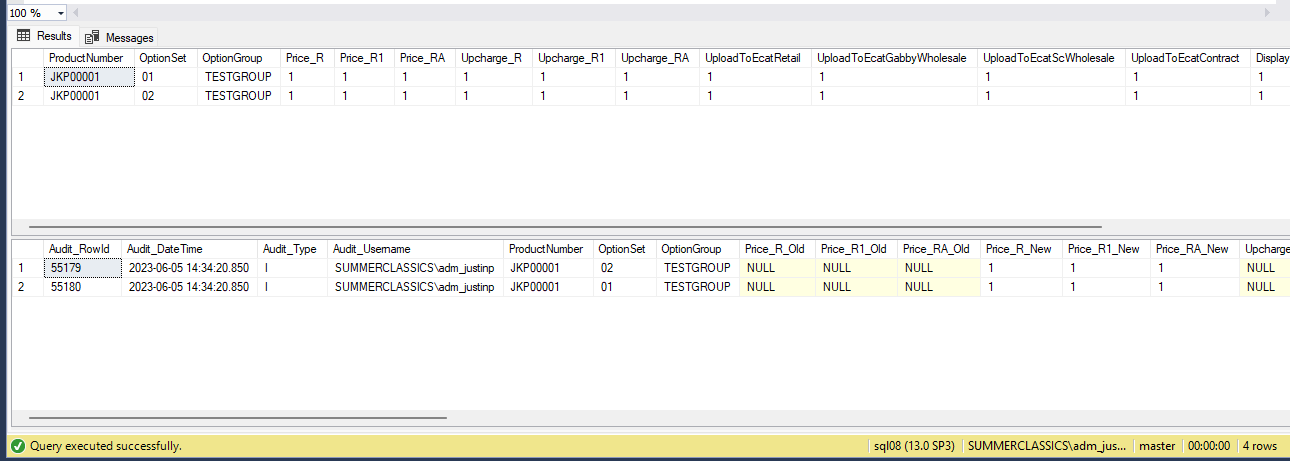 100 %
Results Messages
ProductNumber OptionSet OptionGroup Price_R Price_R1 Price_RA Upcharge_R Upcharge_R1 Upcharge_RA UploadToEcatRetail UploadToEcatGabbyWholesale UploadToEcatScWholesale UploadToEcatContract Display
1 JKP00001 01 TESTGROUP 1 1 1 1 1 1 1 1 1 1 1
2 JKP00001 02 TESTGROUP 1 1 1 1 1 1 1 1 1 1 1
Audit_RowId Audit_DateTime Audit_Type Audit_Username ProductNumber OptionSet OptionGroup Price_R_Old Price_R1_Old Price_RA_Old Price_R_New Price_R1_New Price_RA_New Upcharge
1 55179 2023-06-05 14:34:20.850 I SUMMERCLASSICS\adm_justinp JKP00001 02 TESTGROUP NULL NULL NULL 1 1 1 NULL
2 55180 2023-06-05 14:34:20.850 I SUMMERCLASSICS\adm_justinp JKP00001 01 TESTGROUP NULL NULL NULL 1 1 1 NULL
Query executed successfully. sql08 (13.0 SP3) SUMMERCLASSICS\adm_jus... master 00:00:00 4 rows